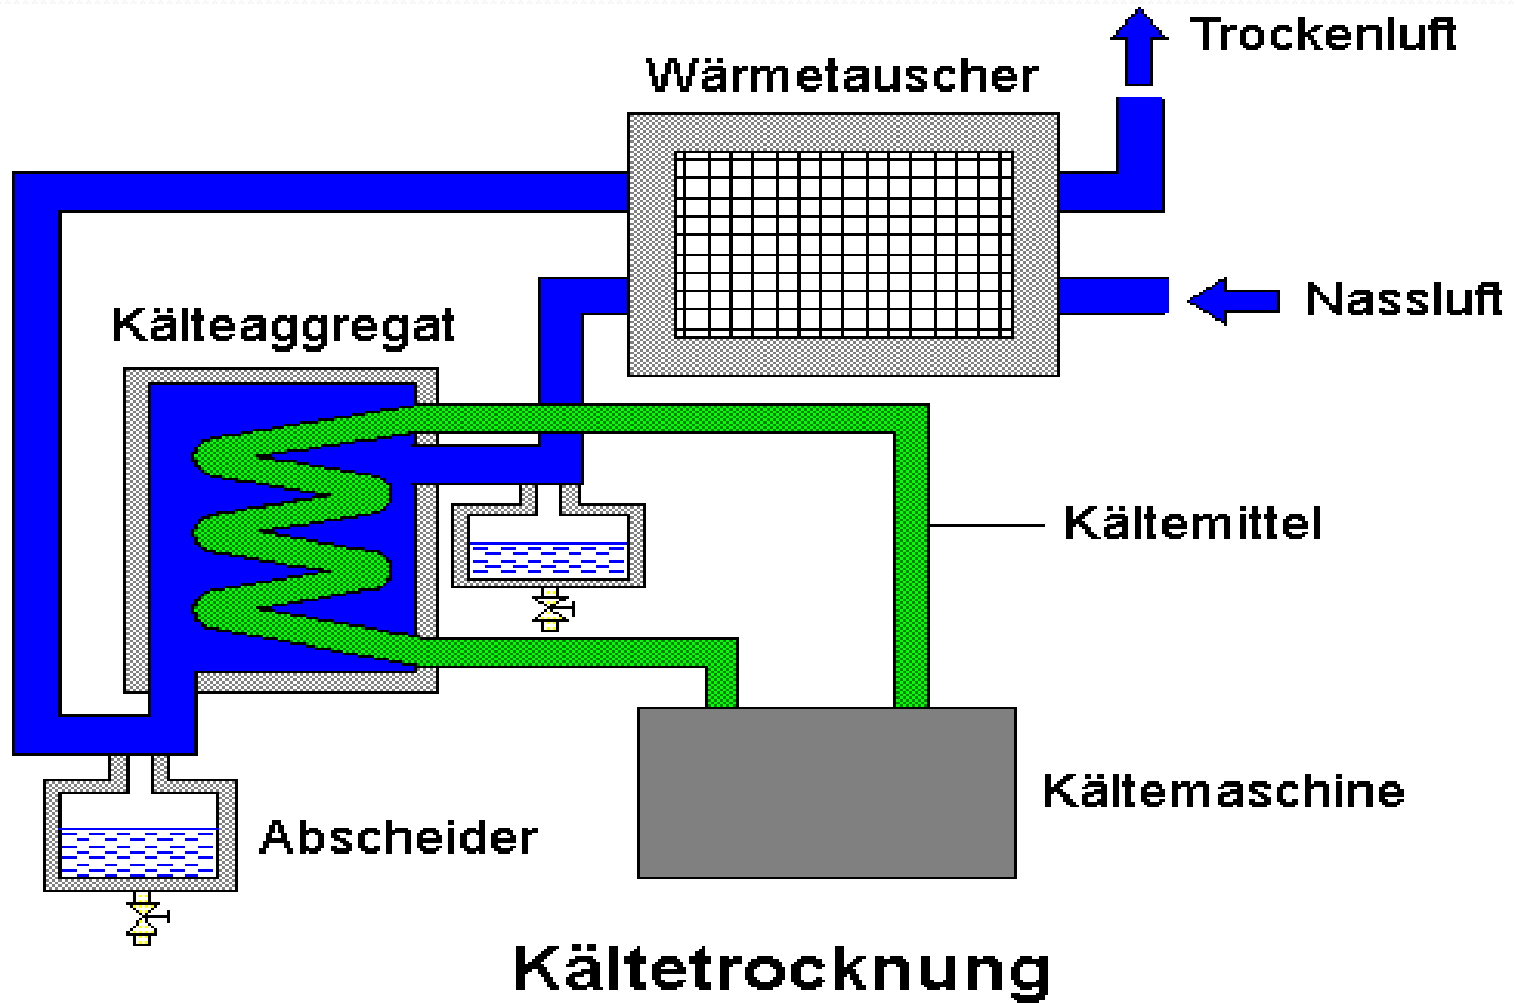 Trockenluft
Wärmetauscher
Nassluft
Kälteaggregat
Kältemittel
Kältemaschine
Abscheider
Kältetrocknung